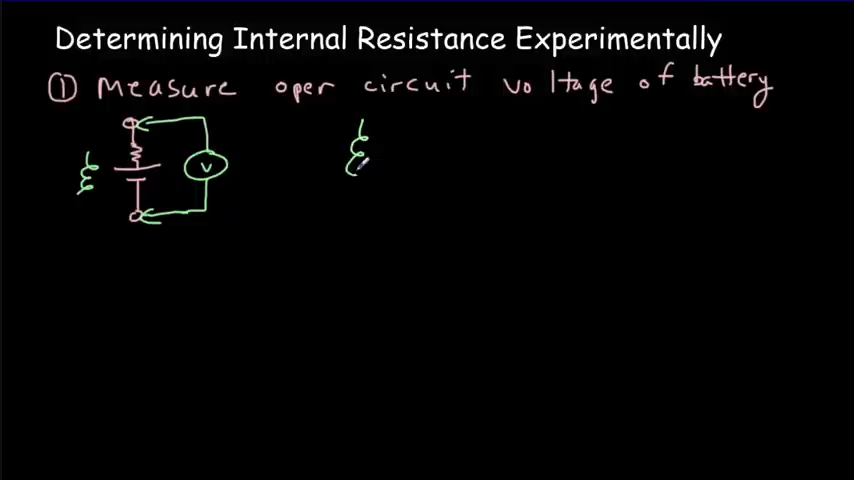 Determining Internal Resistance Experimentally
① Measure open circuit voltage of battery
ξ V ξ